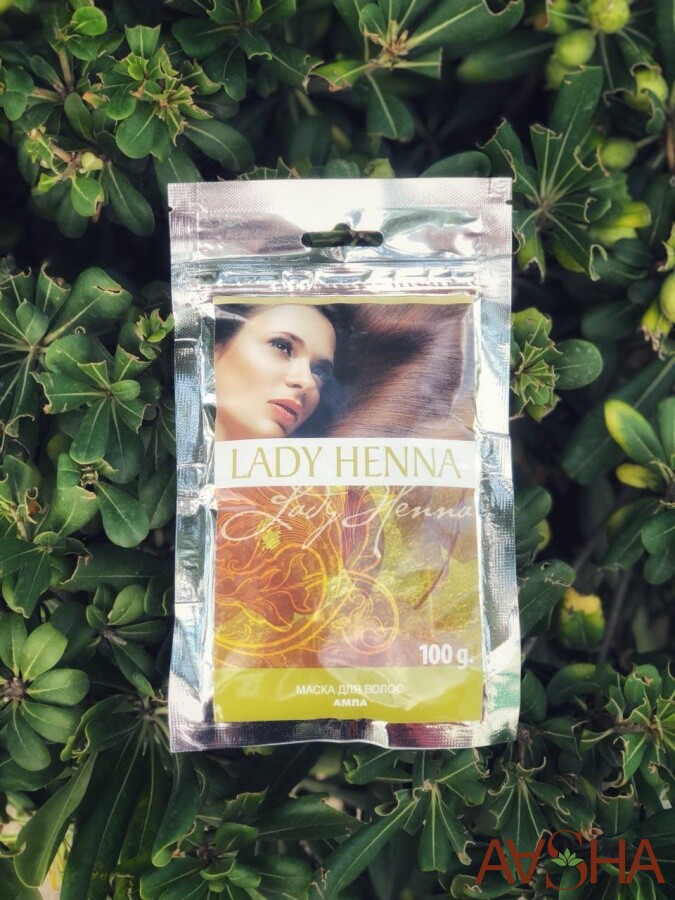 LADY HENNA
Lady Henna
100 g.
МАСКА ДЛЯ ВОЛОС
АМЛА
AASHA